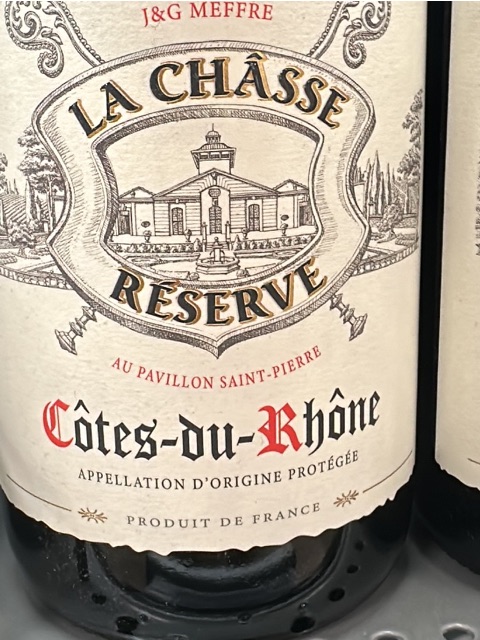 J&G MEFFRE
LA CHÂSSE
RÉSERVE
AU PAVILLON SAINT-PIERRE
Côtes-du-Rhône
APPELLATION D'ORIGINE PROTÉGÉE
PRODUIT DE FRANCE